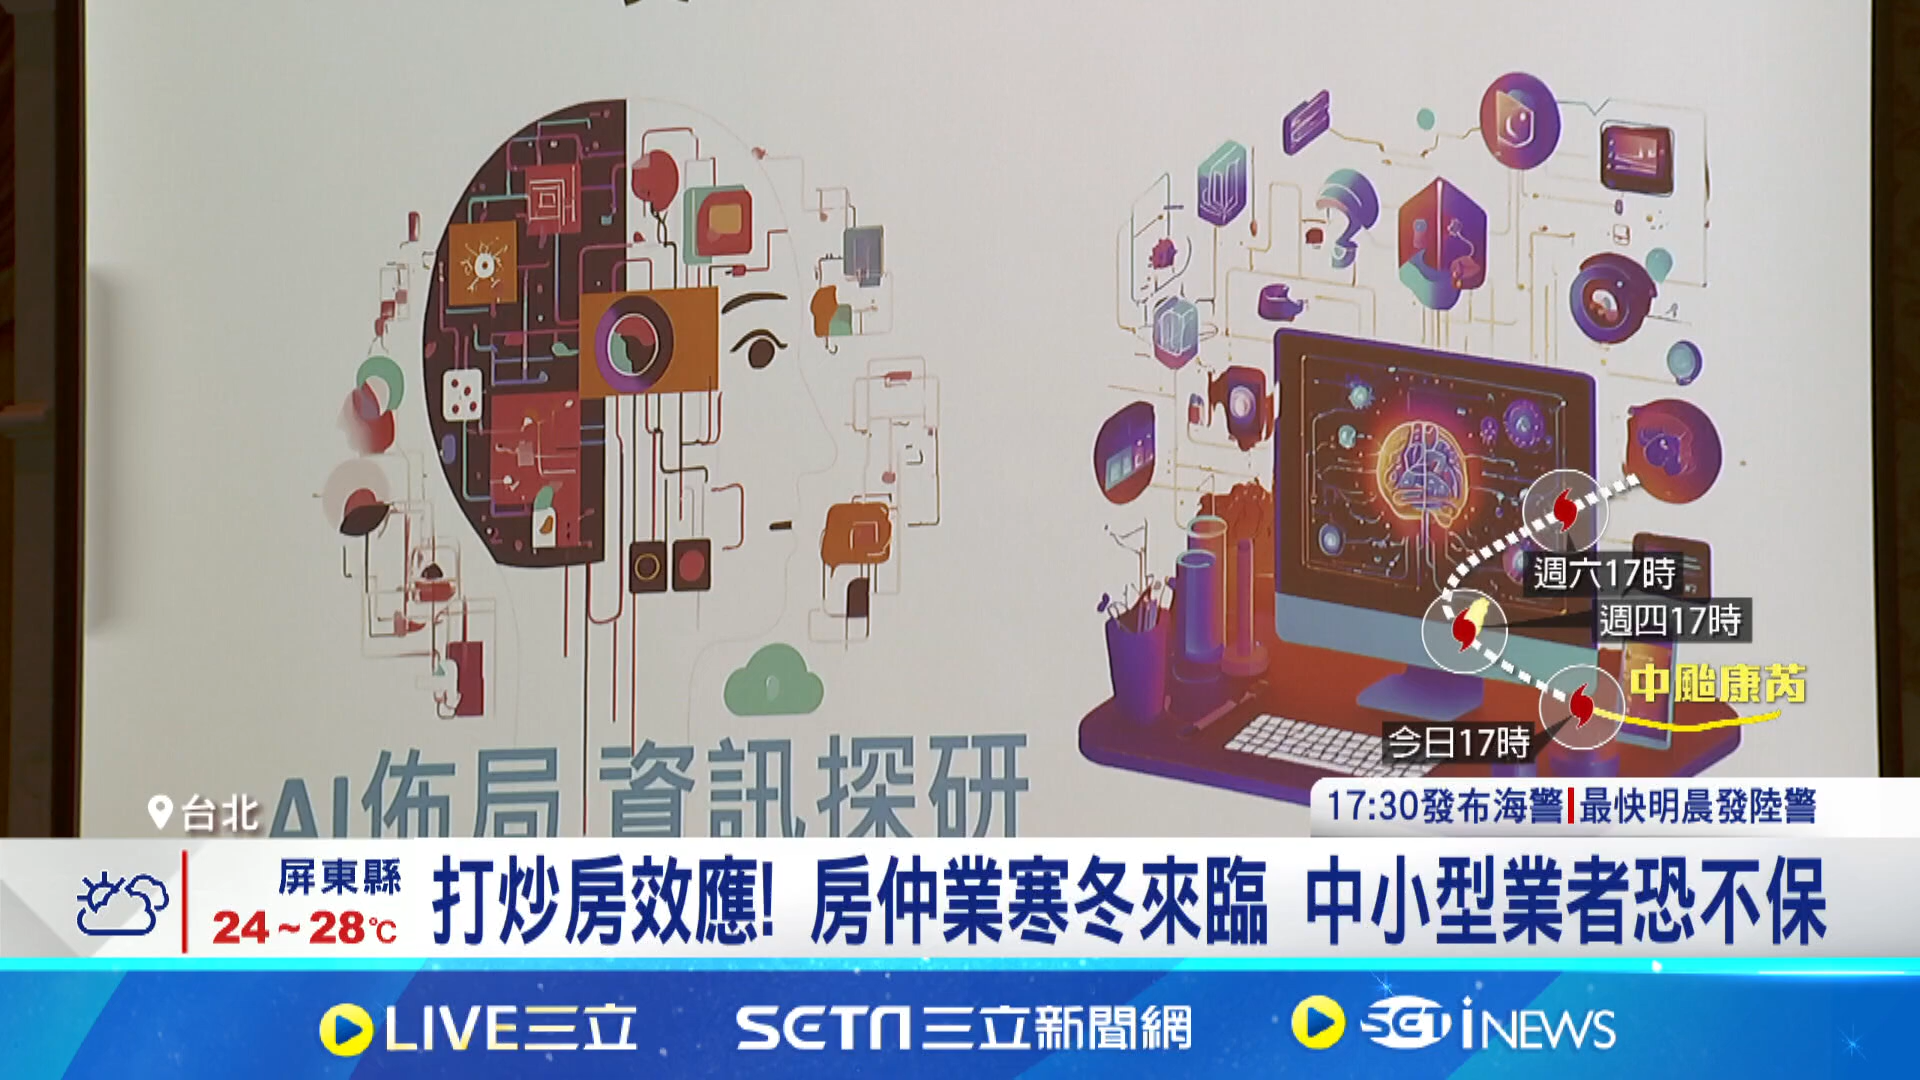 AI佈局 資訊探研
週六17時
週四17時
中颱康芮
今日17時
台北
17:30發布海警|最快明晨發陸警
屏東縣
24~28℃
打炒房效應! 房仲業寒冬來臨 中小型業者恐不保
LIVE三立
SETN三立新聞網
SETiNEWS